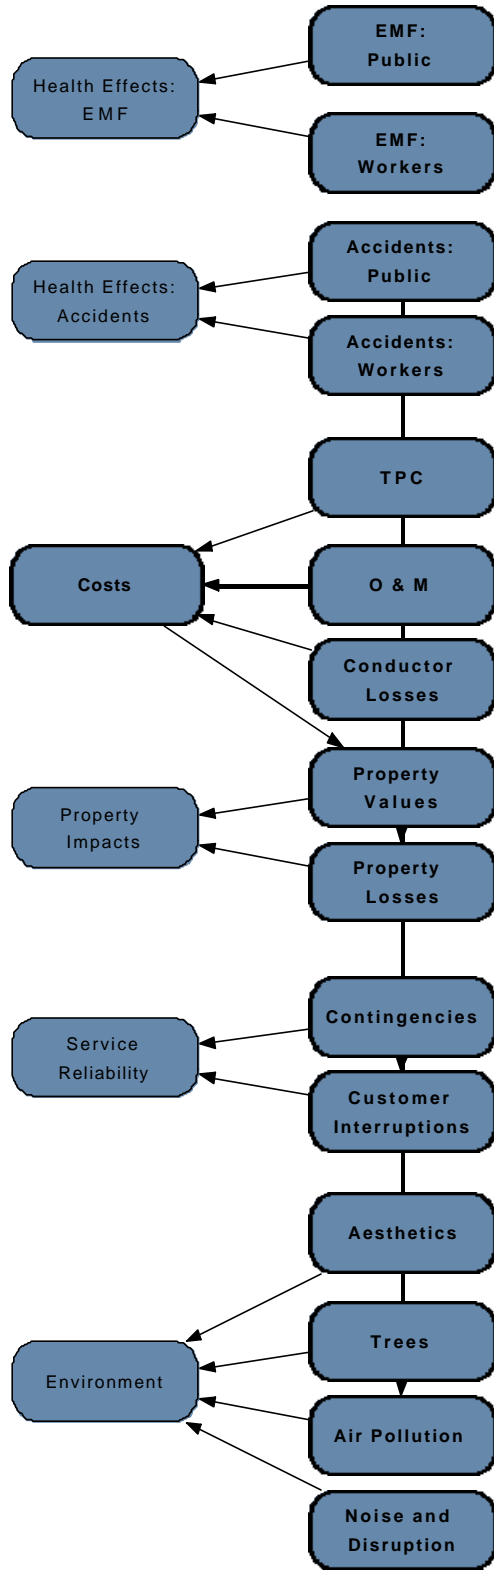 EMF:
Public
Health Effects:
EMF
EMF:
Workers
Accidents:
Public
Health Effects:
Accidents
Accidents:
Workers
TPC
Costs
O & M
Conductor
Losses
Property
Values
Property
Impacts
Property
Losses
Contingencies
Service
Reliability
Customer
Interruptions
Aesthetics
Trees
Environment
Air Pollution
Noise and
Disruption